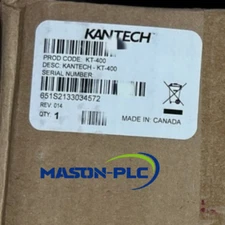 KANTECH
PROD CODE: KT-400
DESC: KANTECH - KT-400
SERIAL NUMBER:
651S2133034572
REV: 014
QTY 1
MADE IN: CANADA
MASON-PLC